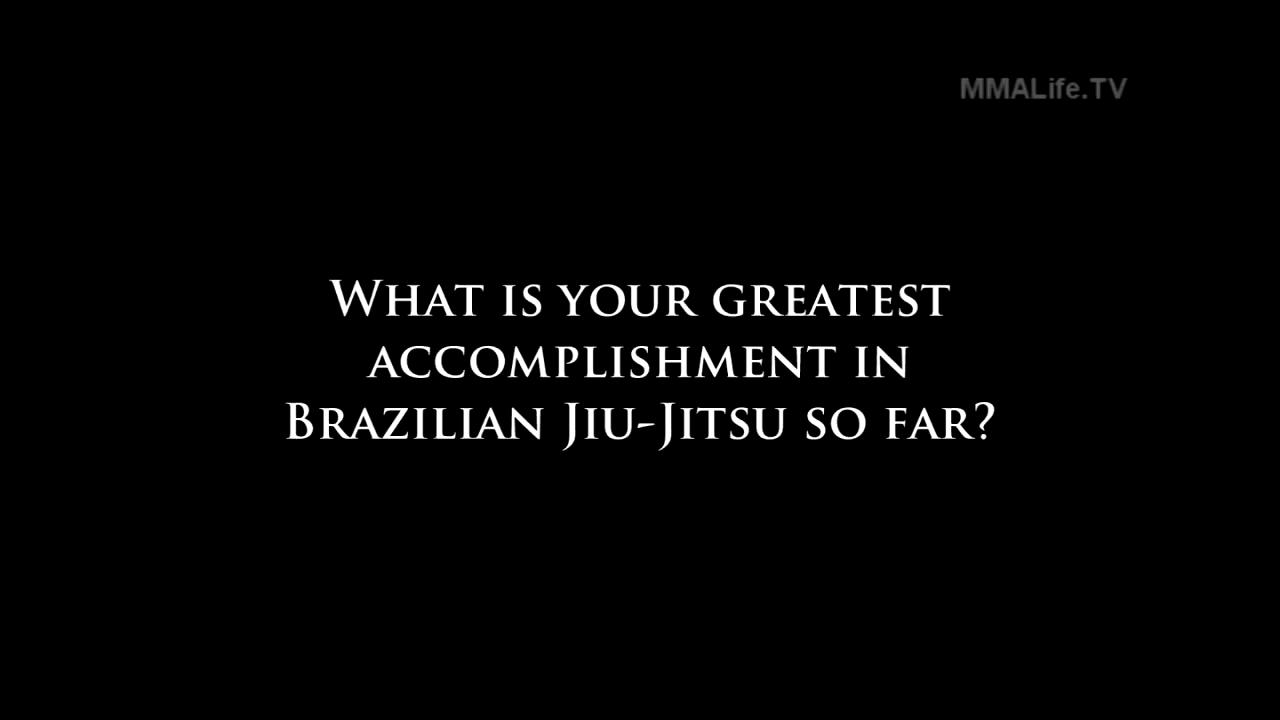 MMALife.TV
What is your greatest
accomplishment in
Brazilian Jiu-Jitsu so far?